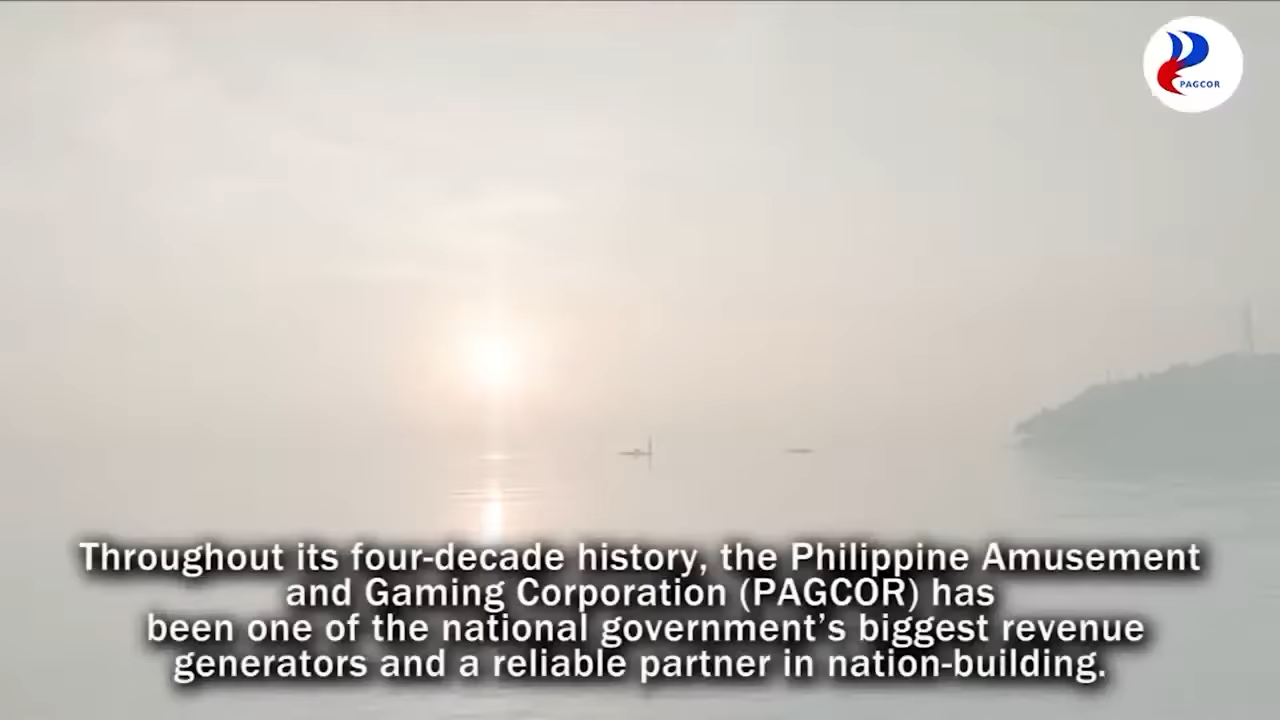 PAGCOR
Throughout its four-decade history, the Philippine Amusement
and Gaming Corporation (PAGCOR) has
been one of the national government’s biggest revenue
generators and a reliable partner in nation-building.